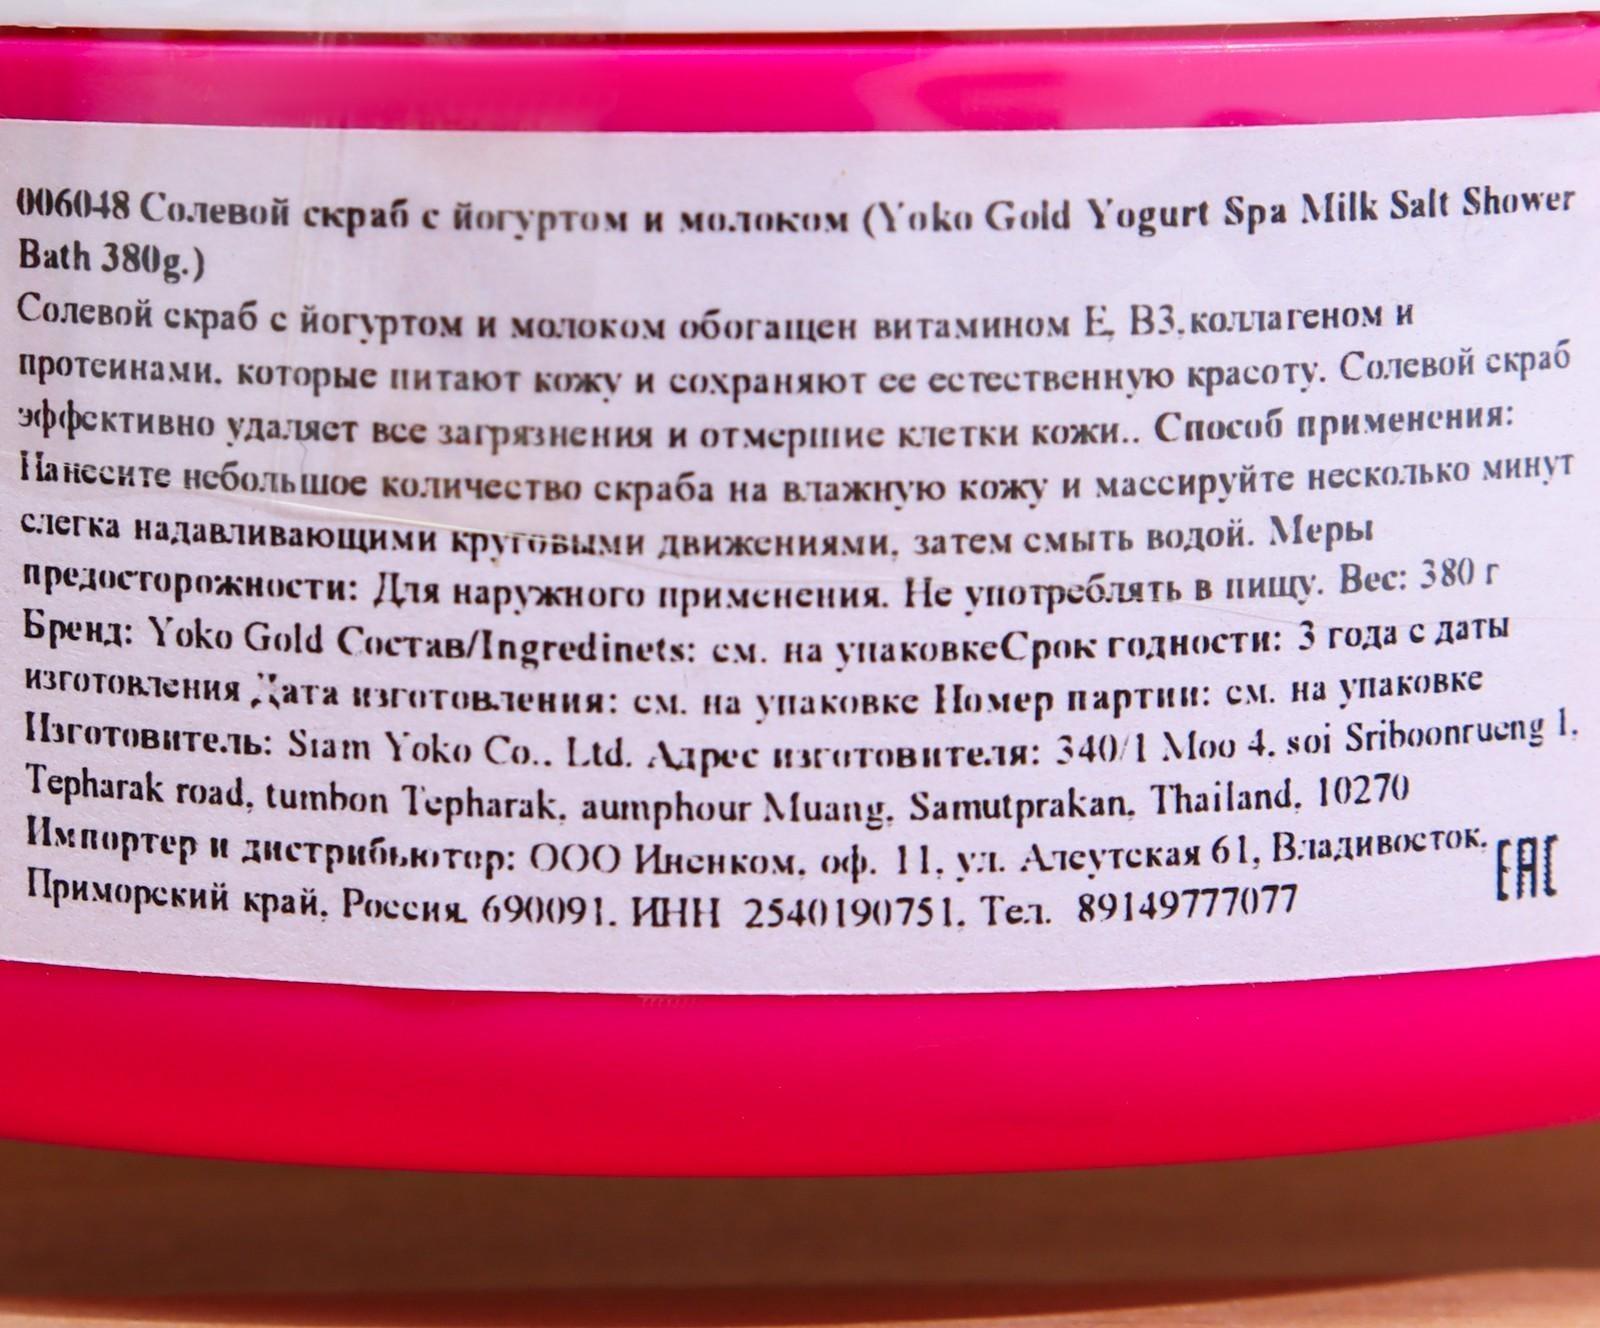 006048 Солевой скраб с йогуртом и молоком (Yoko Gold Yogurt Spa Milk Salt Shower
Bath 380g.)
Солевой скраб с йогуртом и молоком обогащен витамином Е, В3,коллагеном и
протеинами, которые питают кожу и сохраняют ее естественную красоту. Солевой скраб
эффективно удаляет все загрязнения и отмершие клетки кожи.. Способ применения:
Нанесите небольшое количество скраба на влажную кожу и массируйте несколько минут
слегка надавливающими круговыми движениями, затем смыть водой. Меры
предосторожности: Для наружного применения. Не употреблять в пищу. Вес: 380 г
Бренд: Yoko Gold Состав/Ingredinets: см. на упаковкеСрок годности: 3 года с даты
изготовления Дата изготовления: см. на упаковке Номер партии: см. на упаковке
Изготовитель: Siam Yoko Co., Ltd. Адрес изготовителя: 340/1 Moo 4, soi Sriboonrueng 1,
Tepharak road, tumbon Tepharak, aumphour Muang, Samutprakan, Thailand, 10270
Импортер и дистрибьютор: ООО Иненком, оф. 11, ул. Алеутская 61, Владивосток,
Приморский край, Россия, 690091. ИНН 2540190751, Тел. 89149777077
EAC